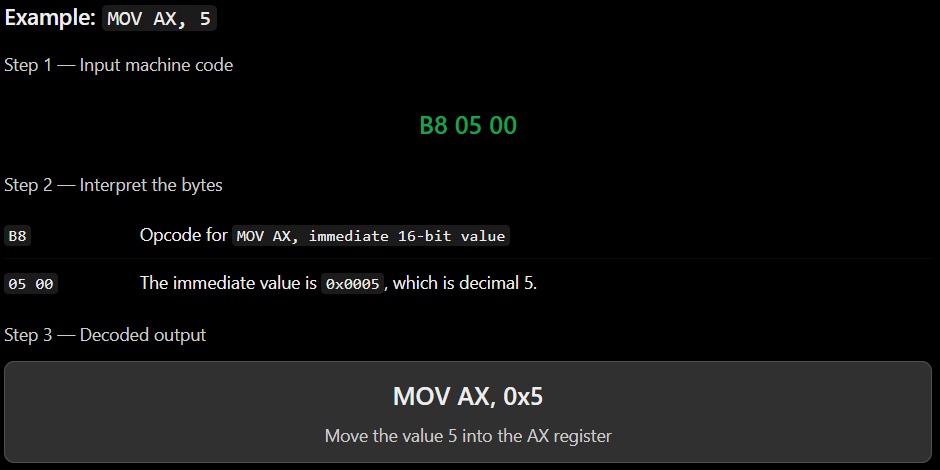 Example: MOV AX, 5
Step 1 — Input machine code
B8 05 00
Step 2 — Interpret the bytes
B8 Opcode for MOV AX, immediate 16-bit value
05 00 The immediate value is 0x0005, which is decimal 5.
Step 3 — Decoded output
MOV AX, 0x5
Move the value 5 into the AX register